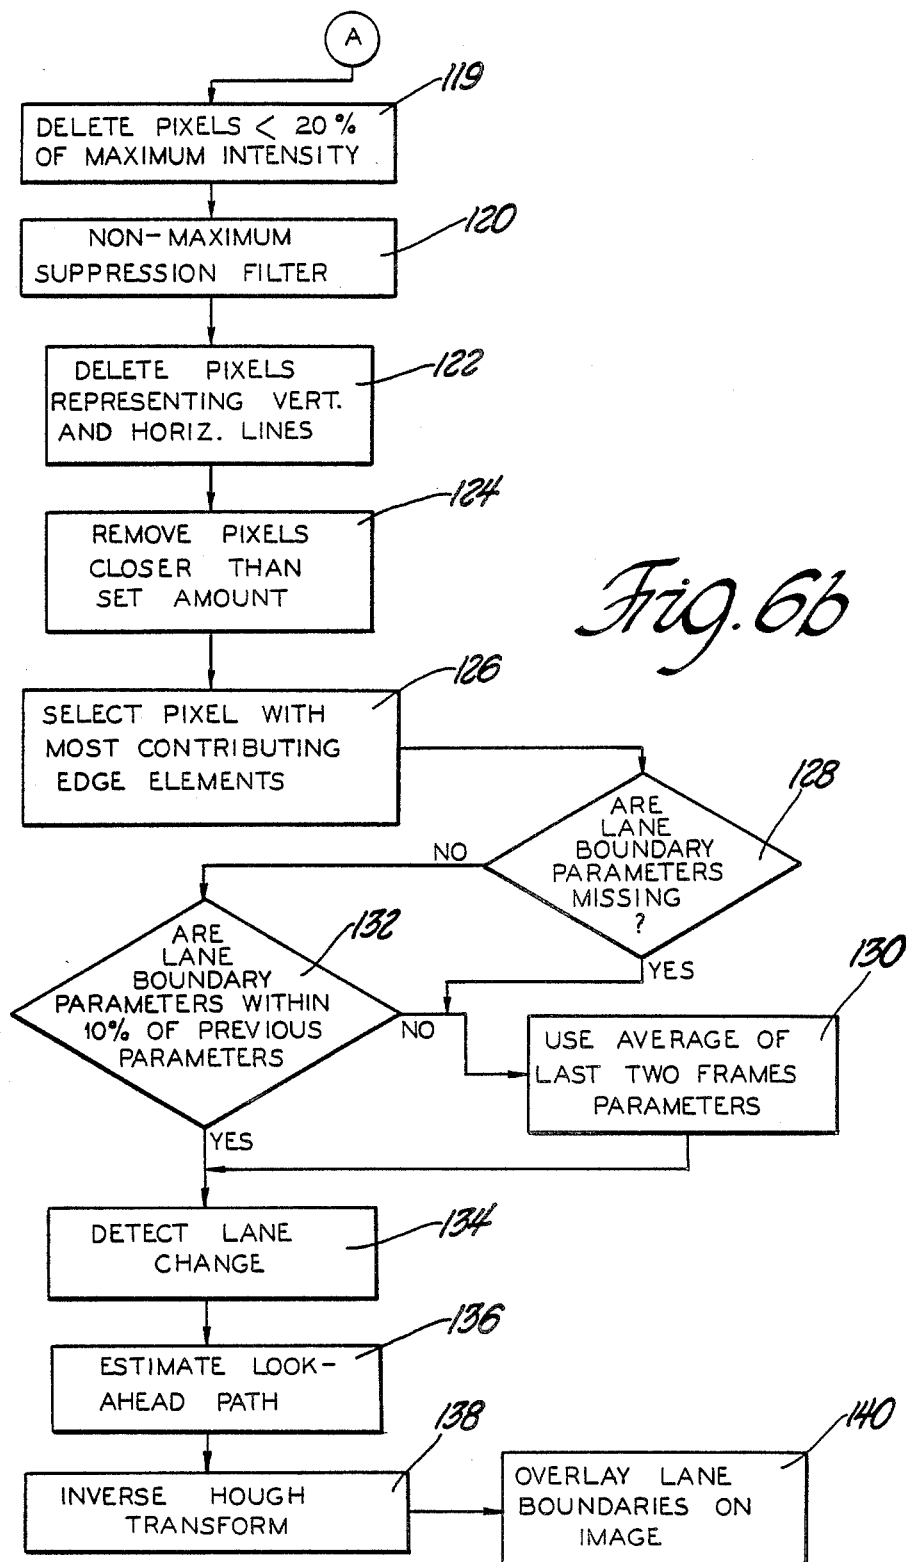 A
119
DELETE PIXELS < 20%
OF MAXIMUM INTENSITY
120
NON-MAXIMUM
SUPPRESSION FILTER
122
DELETE PIXELS
REPRESENTING VERT.
AND HORIZ. LINES
124
REMOVE PIXELS
CLOSER THAN
SET AMOUNT
Fig. 6b
126
SELECT PIXEL WITH
MOST CONTRIBUTING
EDGE ELEMENTS
128
ARE
LANE
BOUNDARY
PARAMETERS
MISSING
?
NO
YES
132
ARE
LANE
BOUNDARY
PARAMETERS WITHIN
10% OF PREVIOUS
PARAMETERS
NO
YES
130
USE AVERAGE OF
LAST TWO FRAMES
PARAMETERS
134
DETECT LANE
CHANGE
136
ESTIMATE LOOK-
AHEAD PATH
138
INVERSE HOUGH
TRANSFORM
140
OVERLAY LANE
BOUNDARIES ON
IMAGE